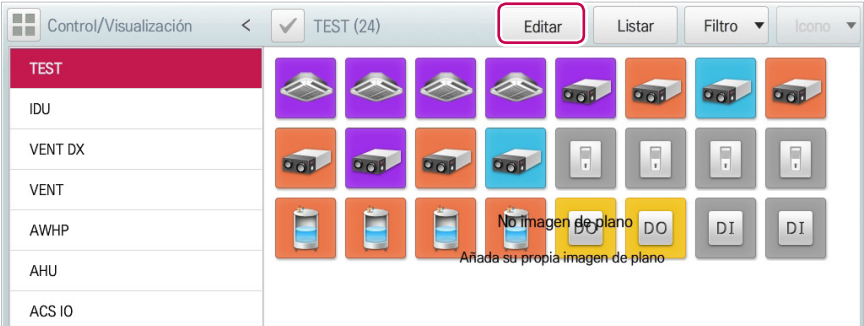 Control/Visualización < TEST (24) Editar Listar Filtro Icono
TEST
IDU
VENT DX
VENT
AWHP
AHU
ACS IO
No imagen de plano
DO DO DI DI
Añada su propia imagen de plano